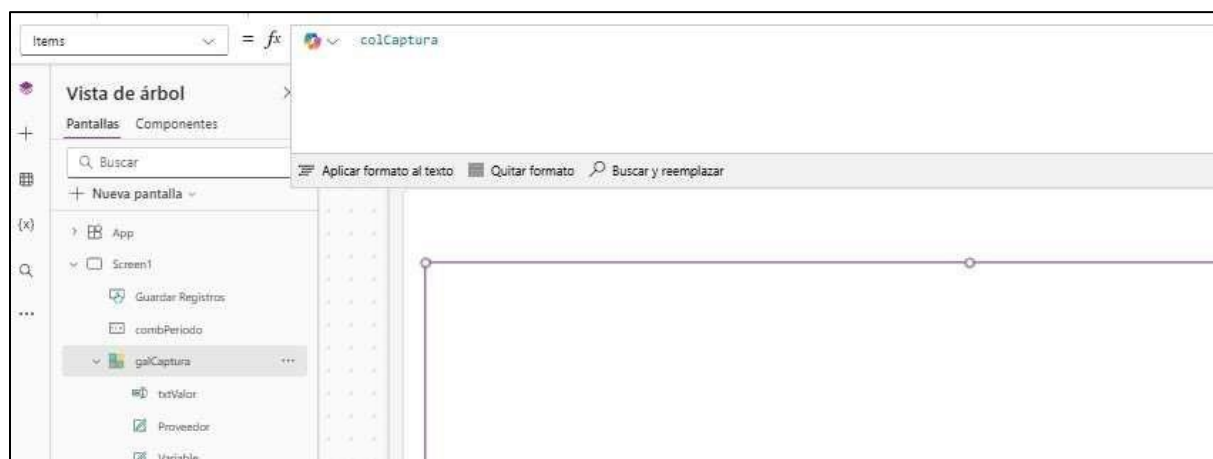 Items = fx colCaptura
Vista de árbol
Pantallas Componentes
Buscar
Aplicar formato al texto Quitar formato Buscar y reemplazar
Nueva pantalla
{x}
App
Screen1
Guardar Registros
combPeriodo
galCaptura ...
txtValor
Proveedor
Variable